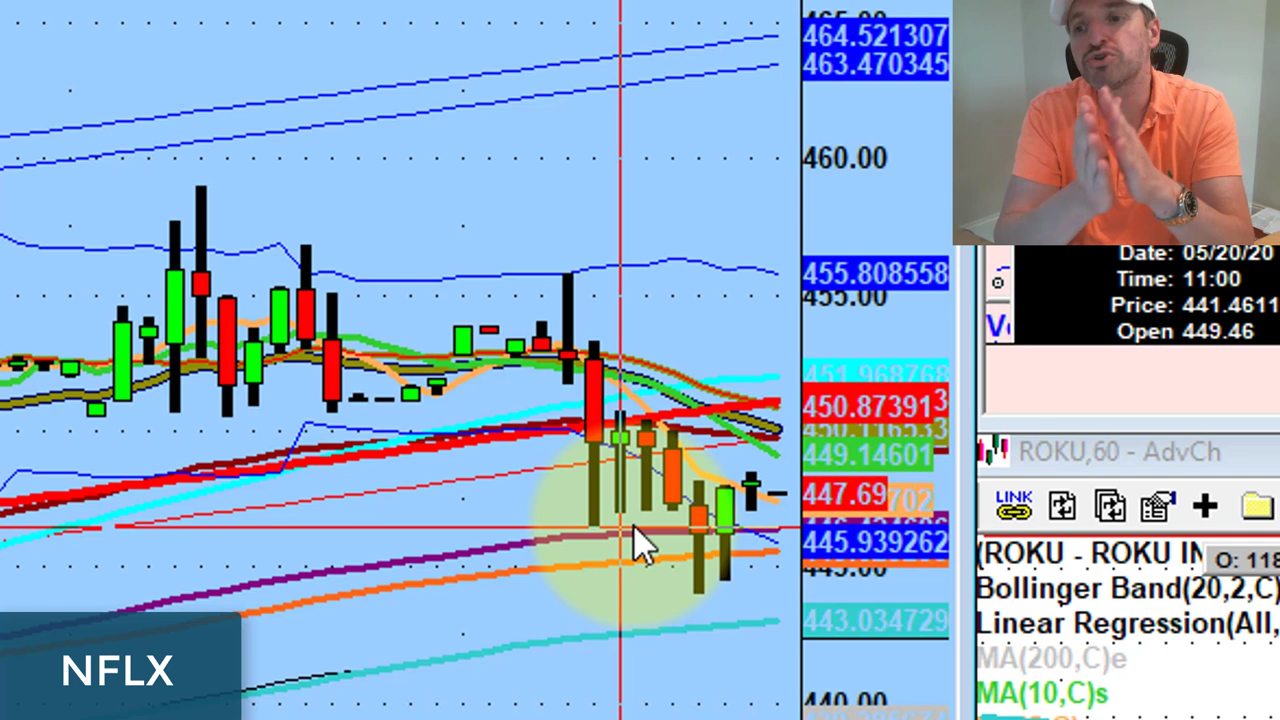 464.521307
463.470345
460.00
455.808558
455.00
451.968768
450.873913
450.116533
449.14601
447.69
702
445.939262
445.00
443.034729
440.00
Date: 05/20/20
Time: 11:00
Price: 441.4611
Open 449.46
ROKU,60 - AdvCh
LINK
(ROKU - ROKU IN
O: 118
Bollinger Band(20,2,C)
Linear Regression(All,
MA(200,C)e
MA(10,C)s
NFLX